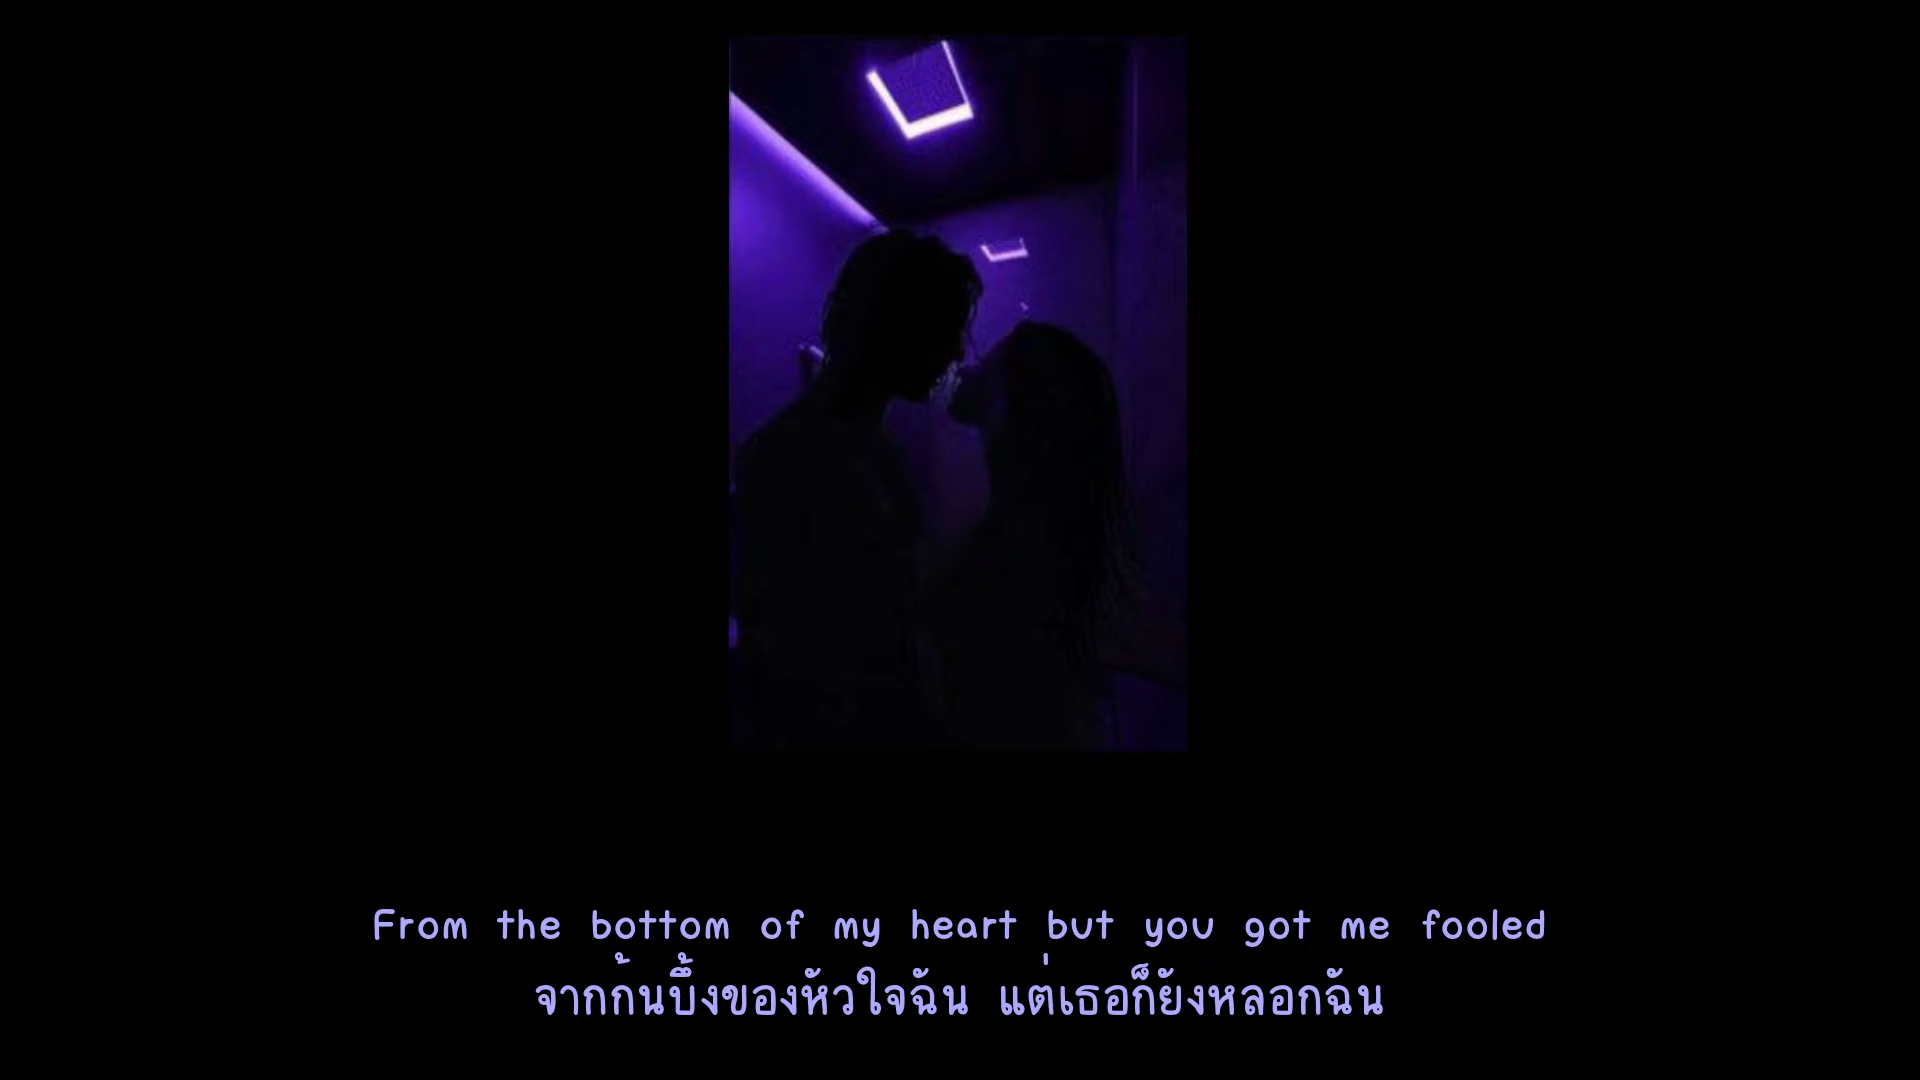 From the bottom of my heart but you got me fooled
จากก้นบึ้งของหัวใจฉัน แต่เธอก็ยังหลอกฉัน